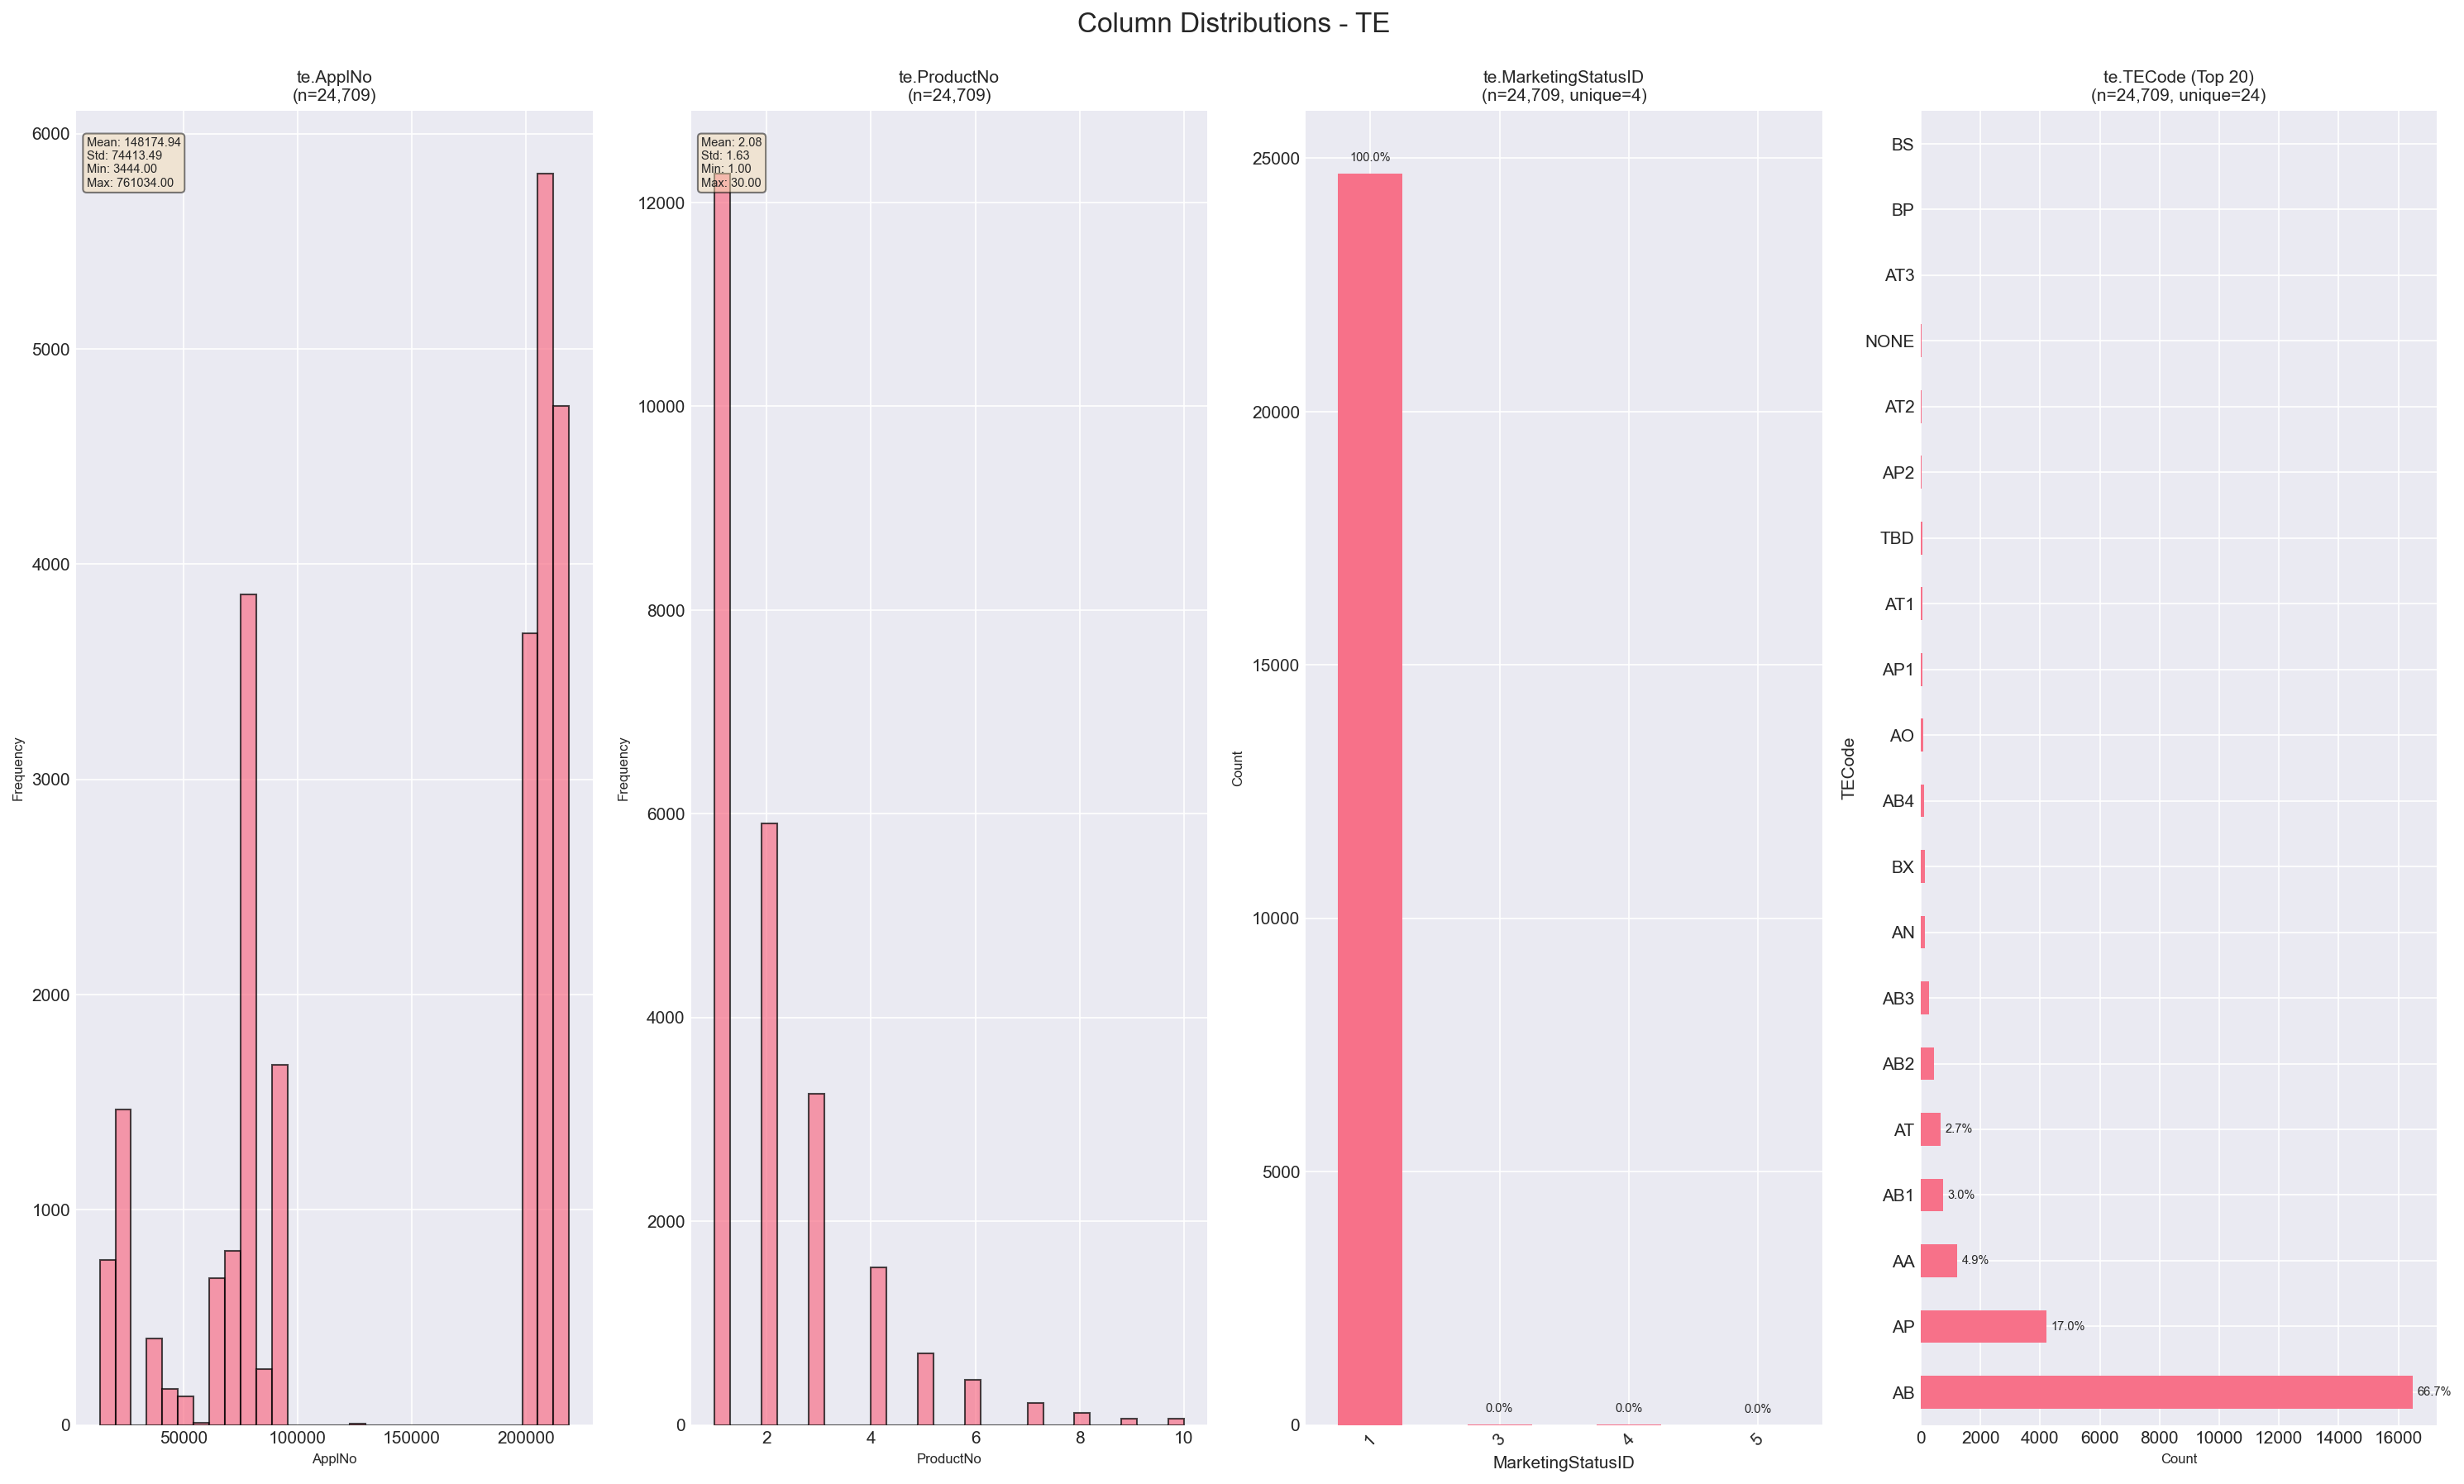 Column Distributions - TE
te.ApplNo
(n=24,709)
Mean: 148174.94
Std: 74413.49
Min: 3444.00
Max: 761034.00
6000
5000
4000
3000
2000
1000
0
Frequency
50000
100000
150000
200000
ApplNo
te.ProductNo
(n=24,709)
Mean: 2.08
Std: 1.63
Min: 1.00
Max: 30.00
12000
10000
8000
6000
4000
2000
0
Frequency
2
4
6
8
10
ProductNo
te.MarketingStatusID
(n=24,709, unique=4)
25000
20000
15000
10000
5000
0
Count
100.0%
0.0%
0.0%
0.0%
1
3
4
5
MarketingStatusID
te.TECode (Top 20)
(n=24,709, unique=24)
TECode
BS
BP
AT3
NONE
AT2
AP2
TBD
AT1
AP1
AO
AB4
BX
AN
AB3
AB2
AT
2.7%
AB1
3.0%
AA
4.9%
AP
17.0%
AB
66.7%
0
2000
4000
6000
8000
10000
12000
14000
16000
Count